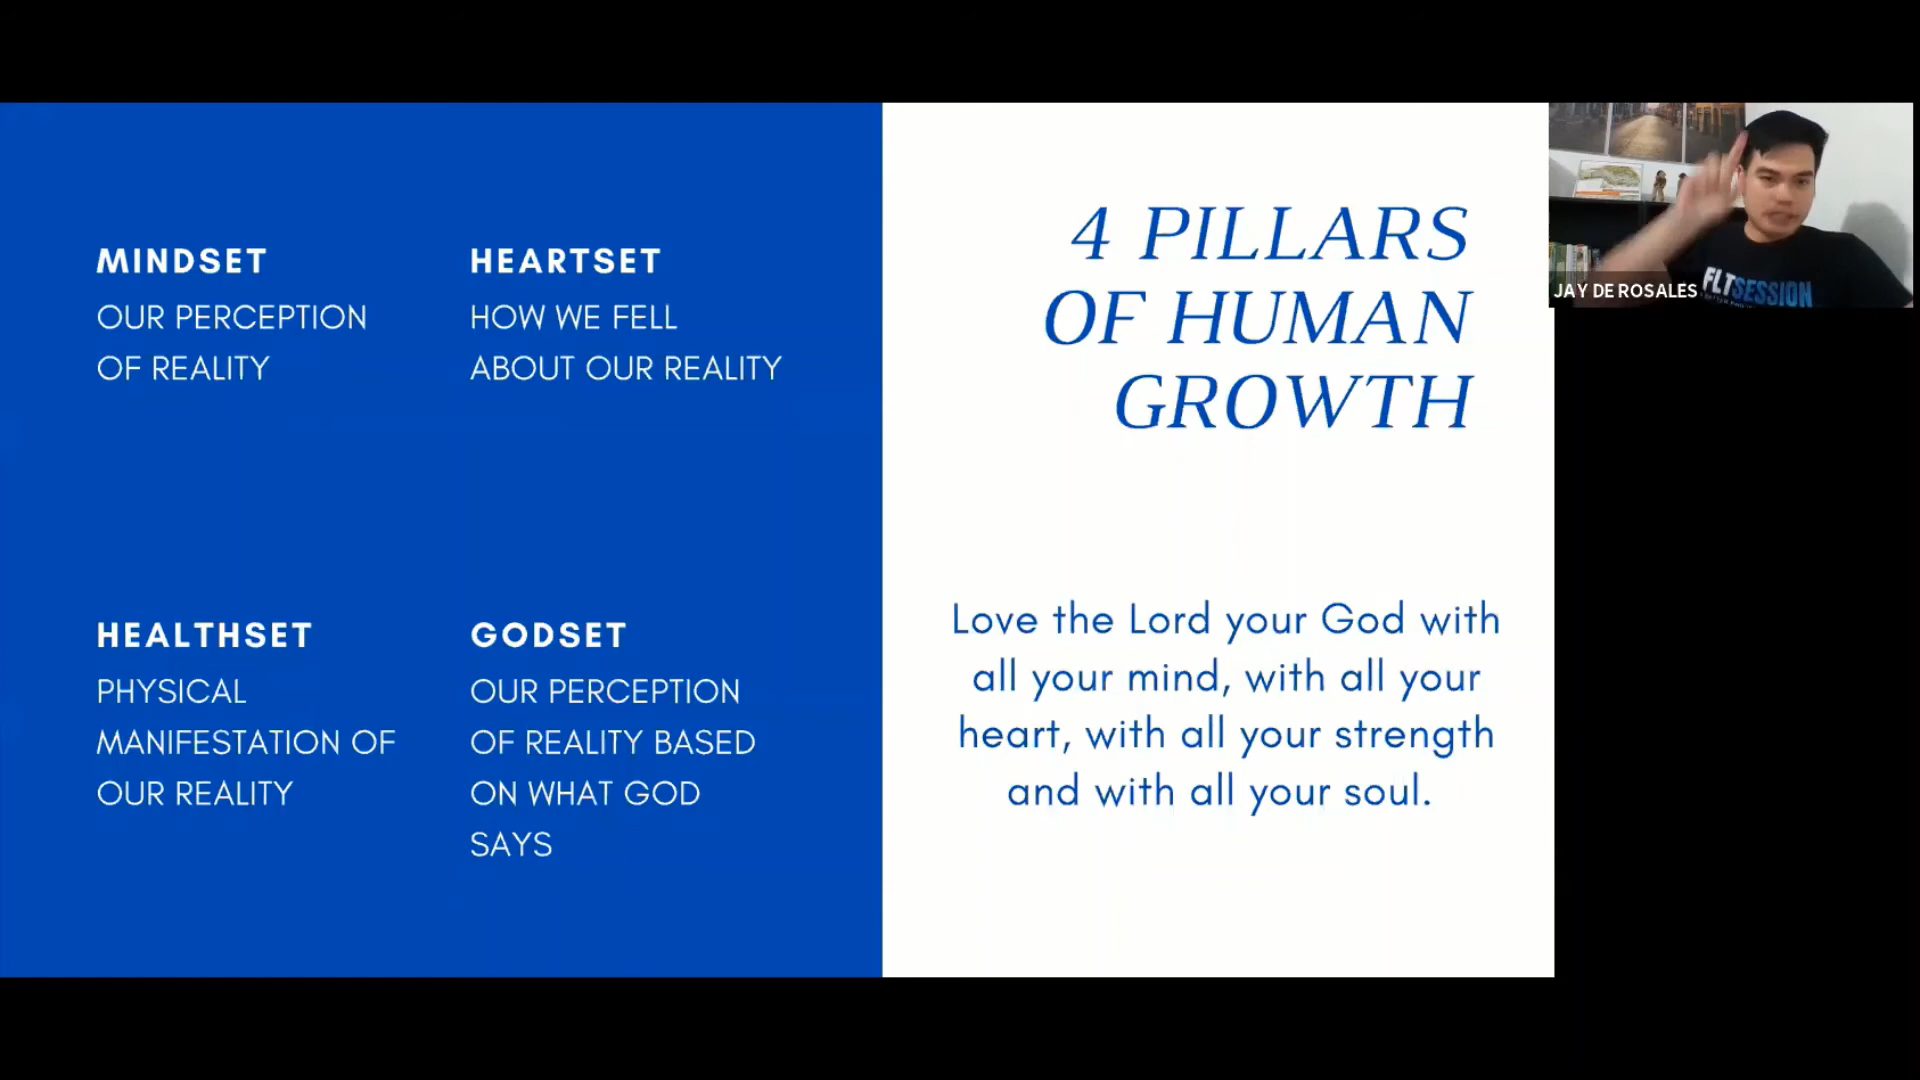 MINDSET
OUR PERCEPTION
OF REALITY
HEARTSET
HOW WE FELL
ABOUT OUR REALITY
HEALTHSET
PHYSICAL
MANIFESTATION OF
OUR REALITY
GODSET
OUR PERCEPTION
OF REALITY BASED
ON WHAT GOD
SAYS
4 PILLARS
OF HUMAN
GROWTH
Love the Lord your God with
all your mind, with all your
heart, with all your strength
and with all your soul.
FLTSESSION
JAY DE ROSALES